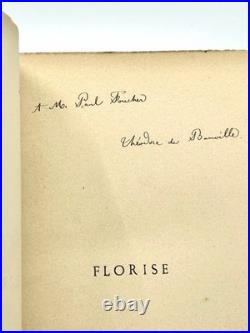 A M. Paul Foucher
Théodore de Banville.
FLORISE